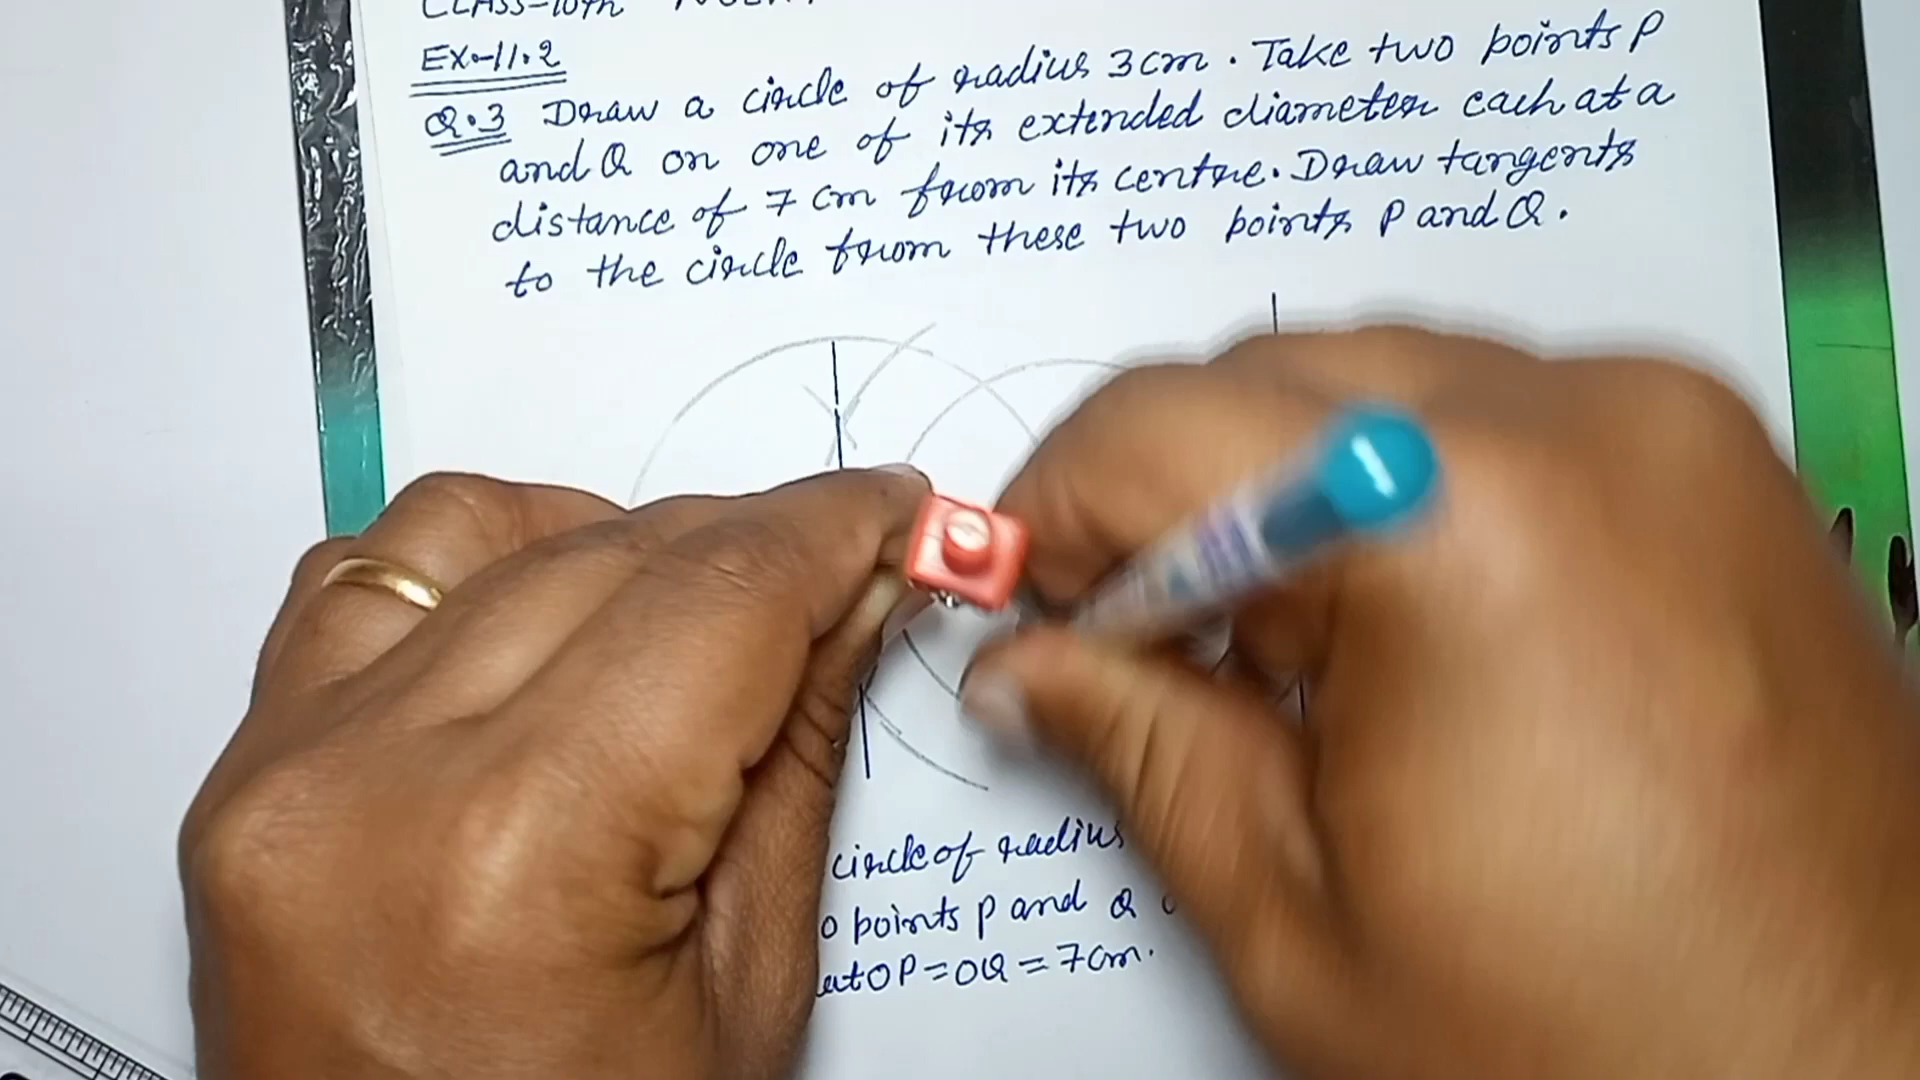 CLASS-10th
EX.-11.2
Q.3 Draw a circle of radius 3cm. Take two points P
and Q on one of its extended diameter each at a
distance of 7 cm from its centre. Draw tangents
to the circle from these two points P and Q.
circle of radius
points P and Q
OP=OQ=7cm.